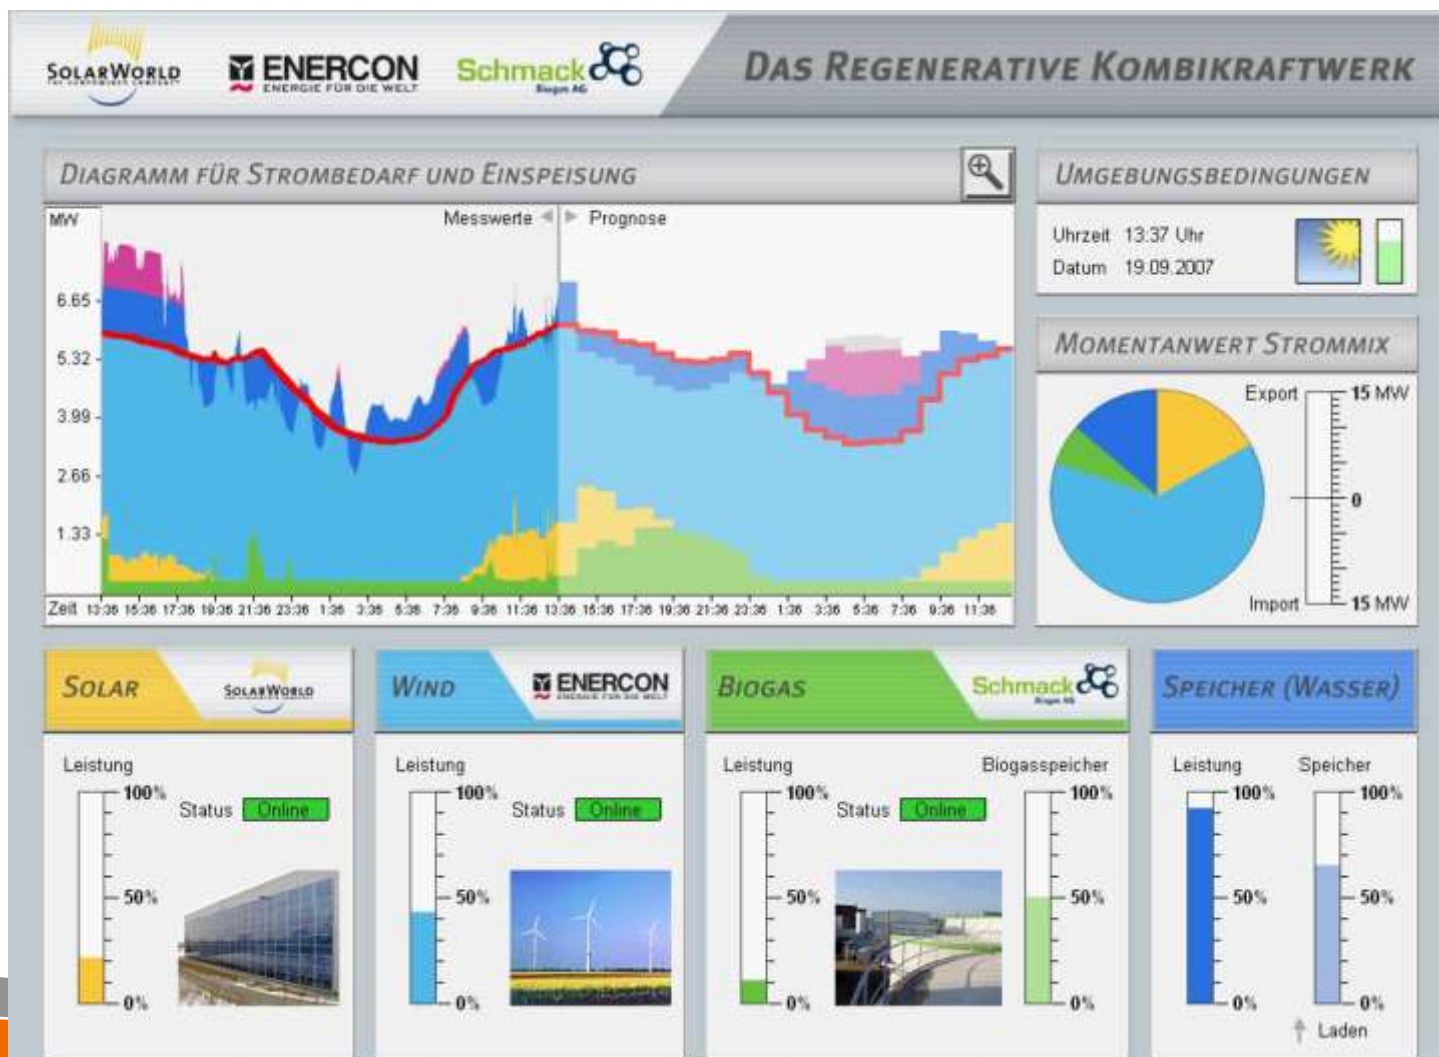 SOLARWORLD
ENERCON
ENERGIE FÜR DIE WELT
Schmack
Biogas AG
DAS REGENERATIVE KOMBIKRAFTWERK
DIAGRAMM FÜR STROMBEDARF UND EINSPEISUNG
MW
Messwerte Prognose
6.65
5.32
3.99
2.66
1.33
Zeit 13:36 15:36 17:36 19:36 21:36 23:36 1:36 3:36 5:36 7:36 9:36 11:36 13:36 15:36 17:36 19:36 21:36 23:36 1:36 3:36 5:36 7:36 9:36 11:36
UMGEBUNGSBEDINGUNGEN
Uhrzeit 13:37 Uhr
Datum 19.09.2007
MOMENTANWERT STROMMIX
Export 15 MW
0
Import 15 MW
SOLAR
SOLARWORLD
Leistung
100%
Status Online
50%
0%
WIND
ENERCON
ENERGIE FÜR DIE WELT
Leistung
100%
Status Online
50%
0%
BIOGAS
Schmack
Biogas AG
Leistung Biogasspeicher
100% 100%
Status Online
50% 50%
0% 0%
SPEICHER (WASSER)
Leistung Speicher
100% 100%
50% 50%
0% 0%
Laden